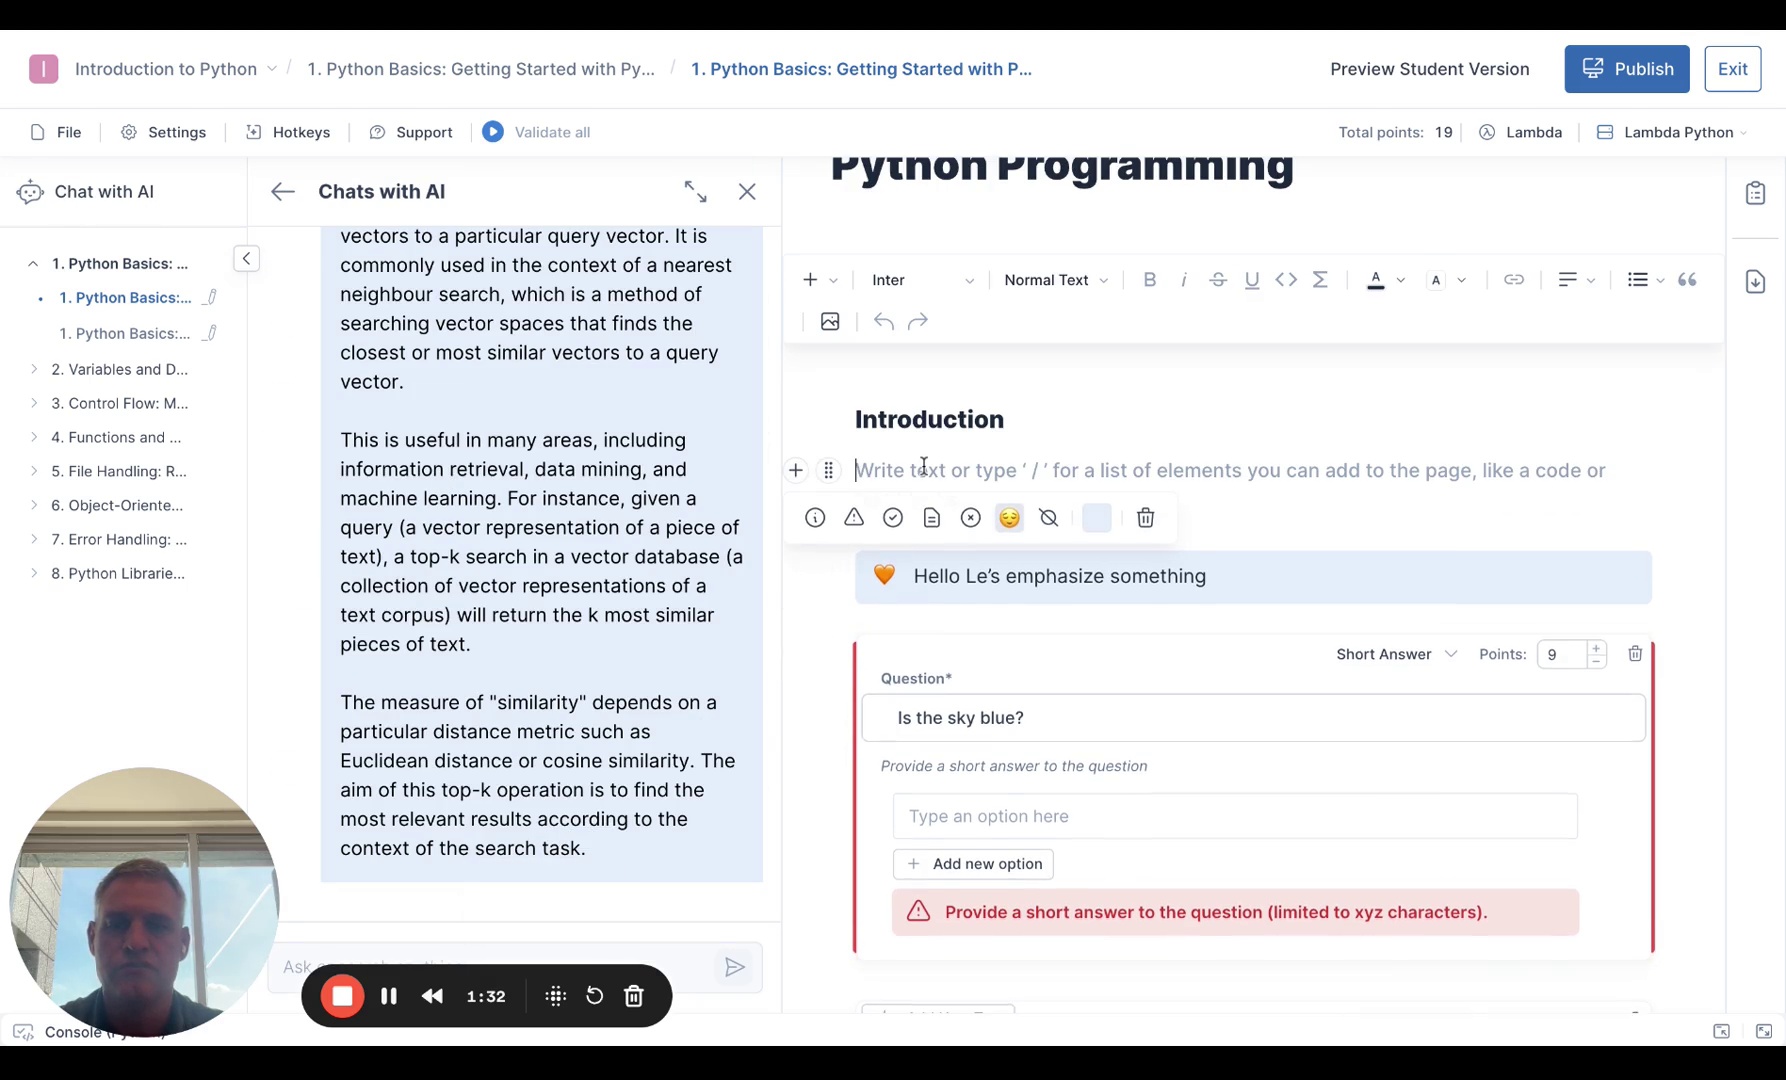 I Introduction to Python / 1. Python Basics: Getting Started with Py... / 1. Python Basics: Getting Started with P...
Preview Student Version
Publish
Exit
File
Settings
Hotkeys
Support
Validate all
Total points: 19
Lambda
Lambda Python
Chat with AI
1. Python Basics: ...
1. Python Basics:...
1. Python Basics:...
2. Variables and D...
3. Control Flow: M...
4. Functions and ...
5. File Handling: R...
6. Object-Oriente...
7. Error Handling: ...
8. Python Librarie...
Chats with AI
vectors to a particular query vector. It is
commonly used in the context of a nearest
neighbour search, which is a method of
searching vector spaces that finds the
closest or most similar vectors to a query
vector.
This is useful in many areas, including
information retrieval, data mining, and
machine learning. For instance, given a
query (a vector representation of a piece of
text), a top-k search in a vector database (a
collection of vector representations of a
text corpus) will return the k most similar
pieces of text.
The measure of "similarity" depends on a
particular distance metric such as
Euclidean distance or cosine similarity. The
aim of this top-k operation is to find the
most relevant results according to the
context of the search task.
Ask
1:32
Python Programming
Inter
Normal Text
B i S U A A
Introduction
Write text or type ‘ / ’ for a list of elements you can add to the page, like a code or
🧡 Hello Le’s emphasize something
Short Answer
Points: 9
Question*
Is the sky blue?
Provide a short answer to the question
Type an option here
+ Add new option
Provide a short answer to the question (limited to xyz characters).
Console